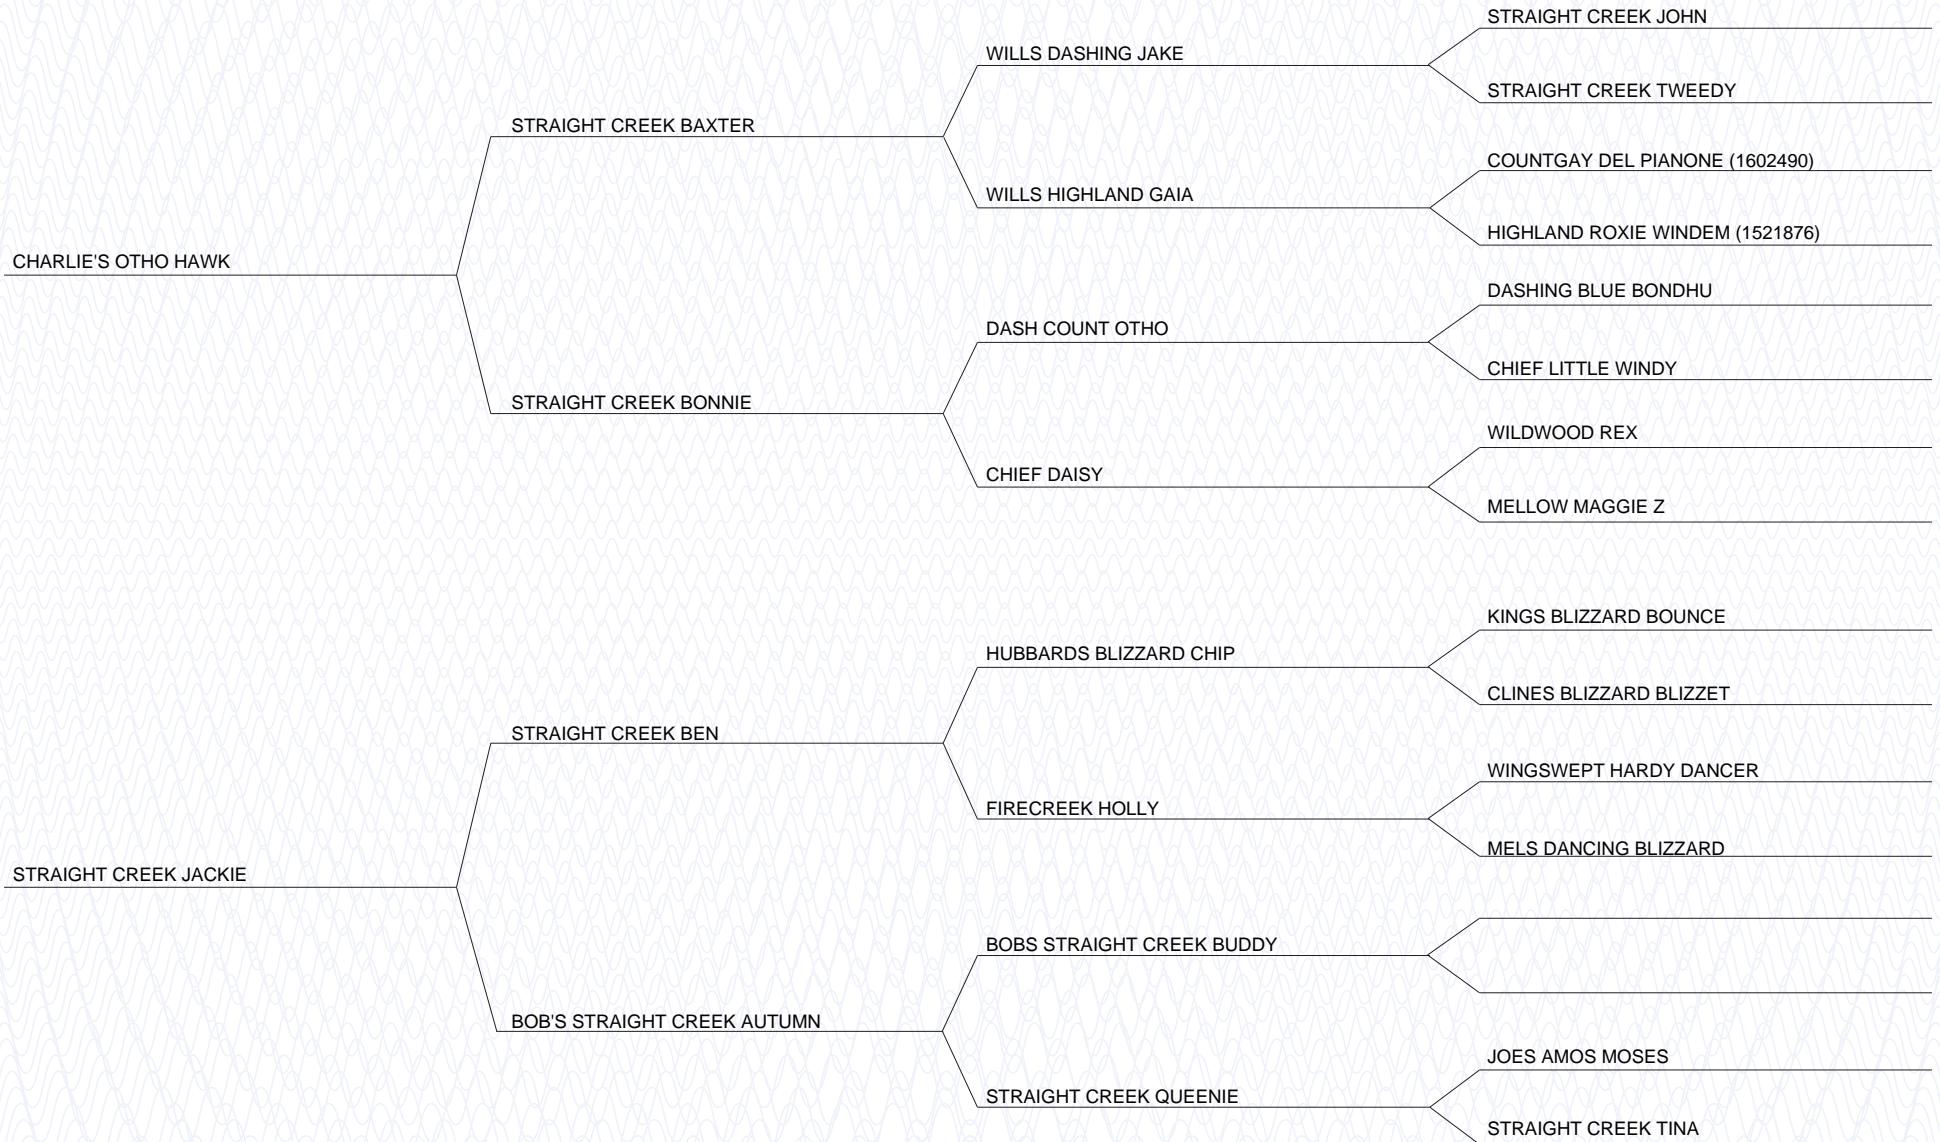 STRAIGHT CREEK JOHN
WILLS DASHING JAKE
STRAIGHT CREEK TWEEDY
STRAIGHT CREEK BAXTER
COUNTGAY DEL PIANONE (1602490)
WILLS HIGHLAND GAIA
HIGHLAND ROXIE WINDEM (1521876)
CHARLIE'S OTHO HAWK
DASHING BLUE BONDHU
DASH COUNT OTHO
CHIEF LITTLE WINDY
STRAIGHT CREEK BONNIE
WILDWOOD REX
CHIEF DAISY
MELLOW MAGGIE Z
KINGS BLIZZARD BOUNCE
HUBBARDS BLIZZARD CHIP
CLINES BLIZZARD BLIZZET
STRAIGHT CREEK BEN
WINGSWEPT HARDY DANCER
FIRECREEK HOLLY
MELS DANCING BLIZZARD
STRAIGHT CREEK JACKIE
BOBS STRAIGHT CREEK BUDDY
BOB'S STRAIGHT CREEK AUTUMN
JOES AMOS MOSES
STRAIGHT CREEK QUEENIE
STRAIGHT CREEK TINA